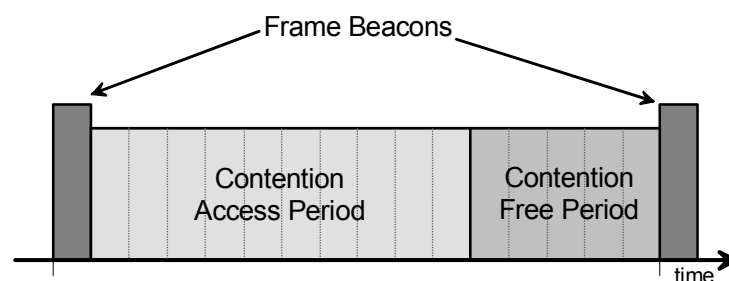 Frame Beacons
Contention
Access Period
Contention
Free Period
time